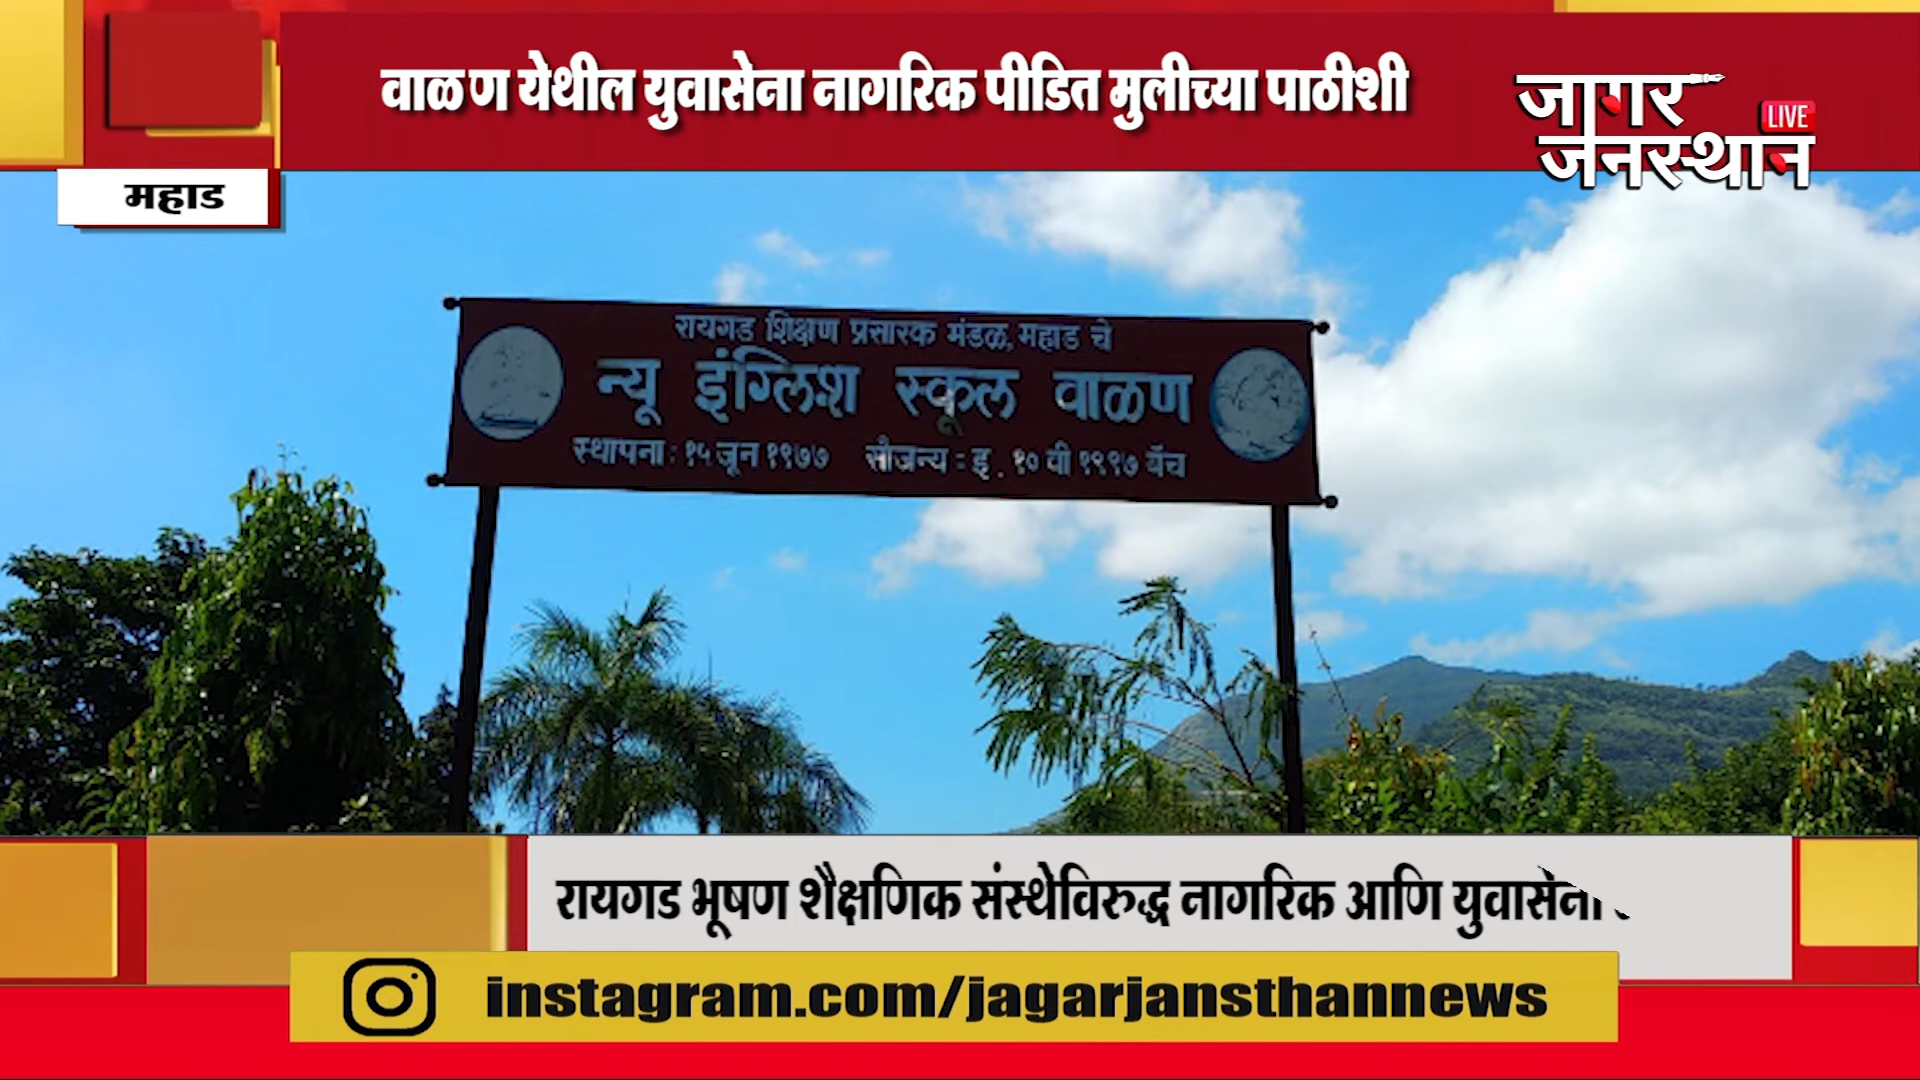 वाळण येथील युवासेना नागरिक पीडित मुलीच्या पाठीशी
जागर
LIVE
जनस्थान
महाड
रायगड शिक्षण प्रसारक मंडळ, महाड चे
न्यू इंग्लिश स्कूल वाळण
स्थापना : १५ जून १९७७ सौजन्य : इ. १० वी १९९७ बॅच
रायगड भूषण शैक्षणिक संस्थेविरुद्ध नागरिक आणि युवासेना
instagram.com/jagarjansthannews